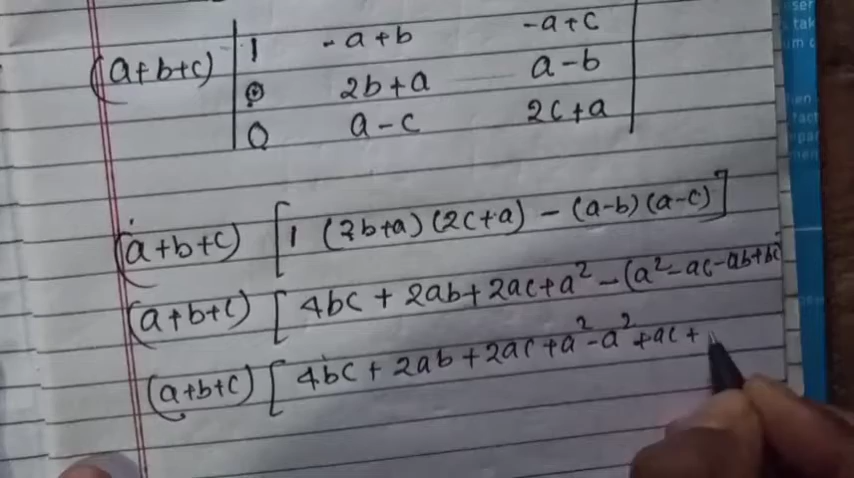 1 -a+b -a+c
(a+b+c) 0 2b+a a-b
0 a-c 2c+a
(a+b+c) [1 (2b+a) (2c+a) - (a-b) (a-c)]
(a+b+c) [4bc + 2ab + 2ac + a² - (a² - ac - ab + bc)
(a+b+c) [4bc + 2ab + 2ac + a² - a² + ac +